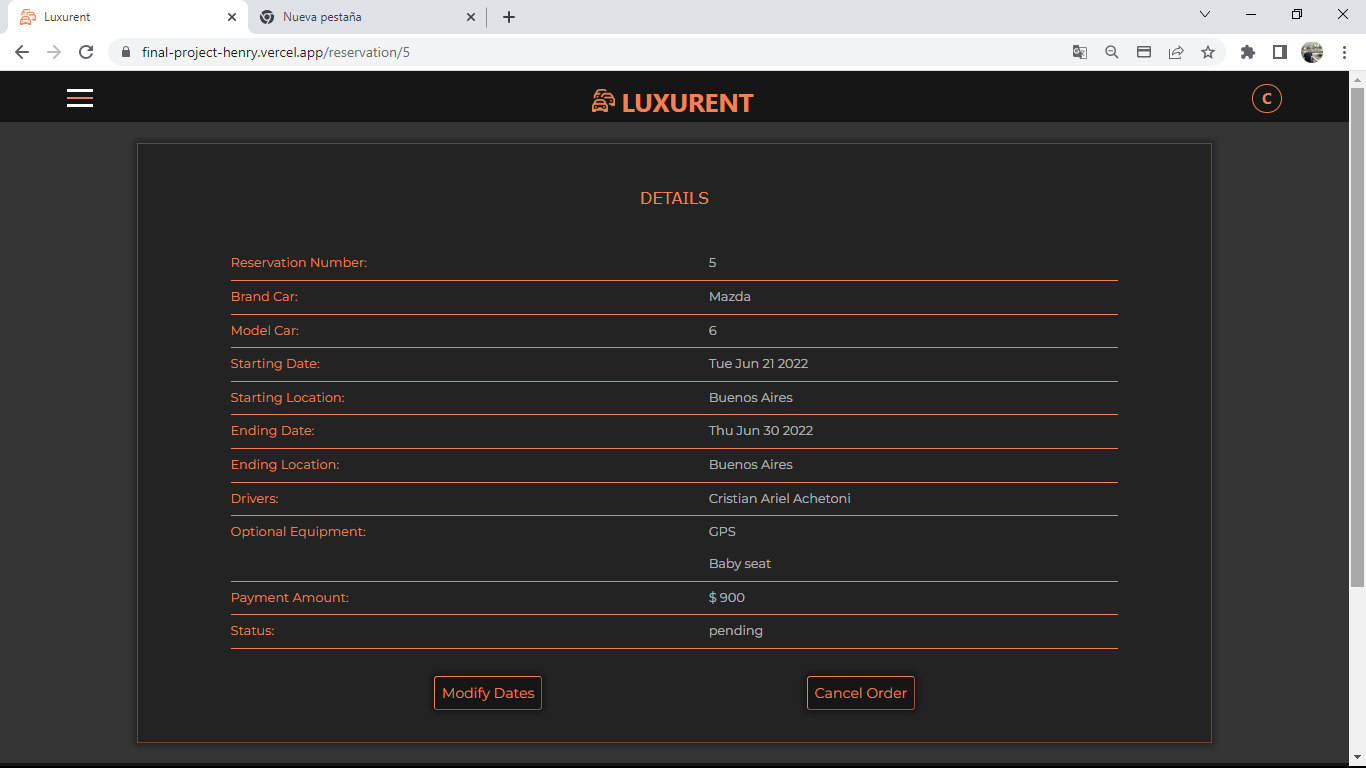 Luxurent
Nueva pestaña
final-project-henry.vercel.app/reservation/5
LUXURENT
C
DETAILS
Reservation Number: 5
Brand Car: Mazda
Model Car: 6
Starting Date: Tue Jun 21 2022
Starting Location: Buenos Aires
Ending Date: Thu Jun 30 2022
Ending Location: Buenos Aires
Drivers: Cristian Ariel Achetoni
Optional Equipment: GPS
Baby seat
Payment Amount: $ 900
Status: pending
Modify Dates Cancel Order